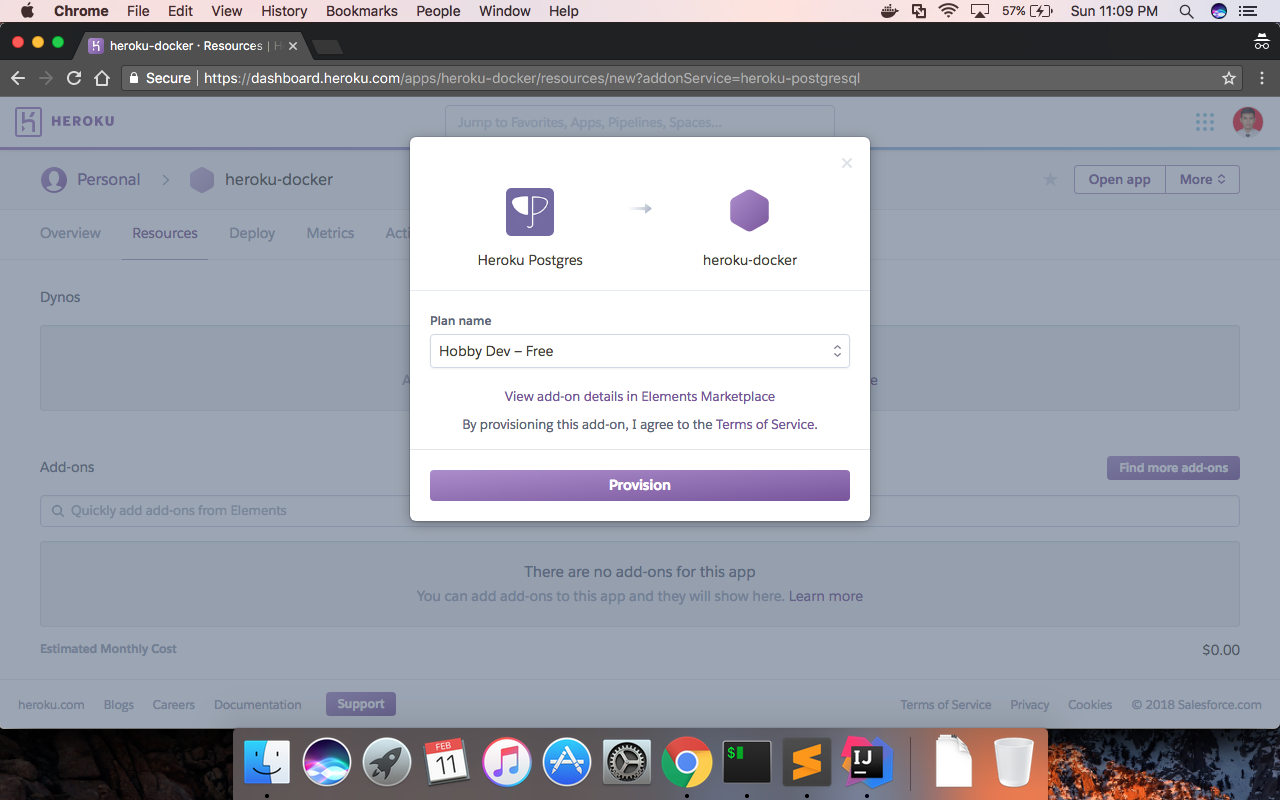 Chrome File Edit View History Bookmarks People Window Help 57% Sun 11:09 PM
heroku-docker · Resources | H
Secure https://dashboard.heroku.com/apps/heroku-docker/resources/new?addonService=heroku-postgresql
HEROKU Jump to Favorites, Apps, Pipelines, Spaces...
Personal heroku-docker Open app More
Overview Resources Deploy Metrics Acti
Heroku Postgres heroku-docker
Dynos
Plan name
Hobby Dev – Free
View add-on details in Elements Marketplace
By provisioning this add-on, I agree to the Terms of Service.
Provision
Add-ons Find more add-ons
Quickly add add-ons from Elements
There are no add-ons for this app
You can add add-ons to this app and they will show here. Learn more
Estimated Monthly Cost $0.00
heroku.com Blogs Careers Documentation Support Terms of Service Privacy Cookies © 2018 Salesforce.com
FEB
11
$
IJ